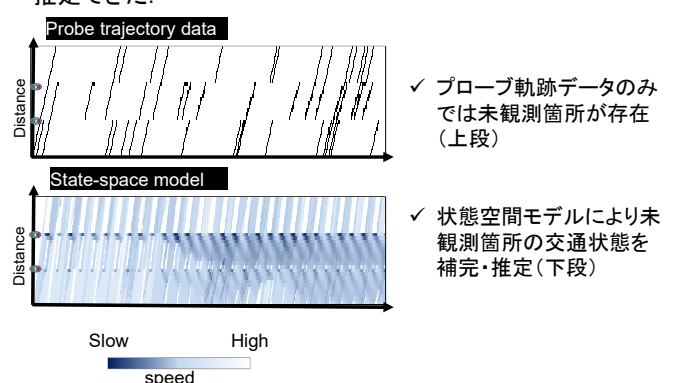 推定できた.
Probe trajectory data
Distance
✓ プローブ軌跡データのみ
では未観測箇所が存在
(上段)
State-space model
Distance
✓ 状態空間モデルにより未
観測箇所の交通状態を
補完・推定(下段)
Slow High
speed